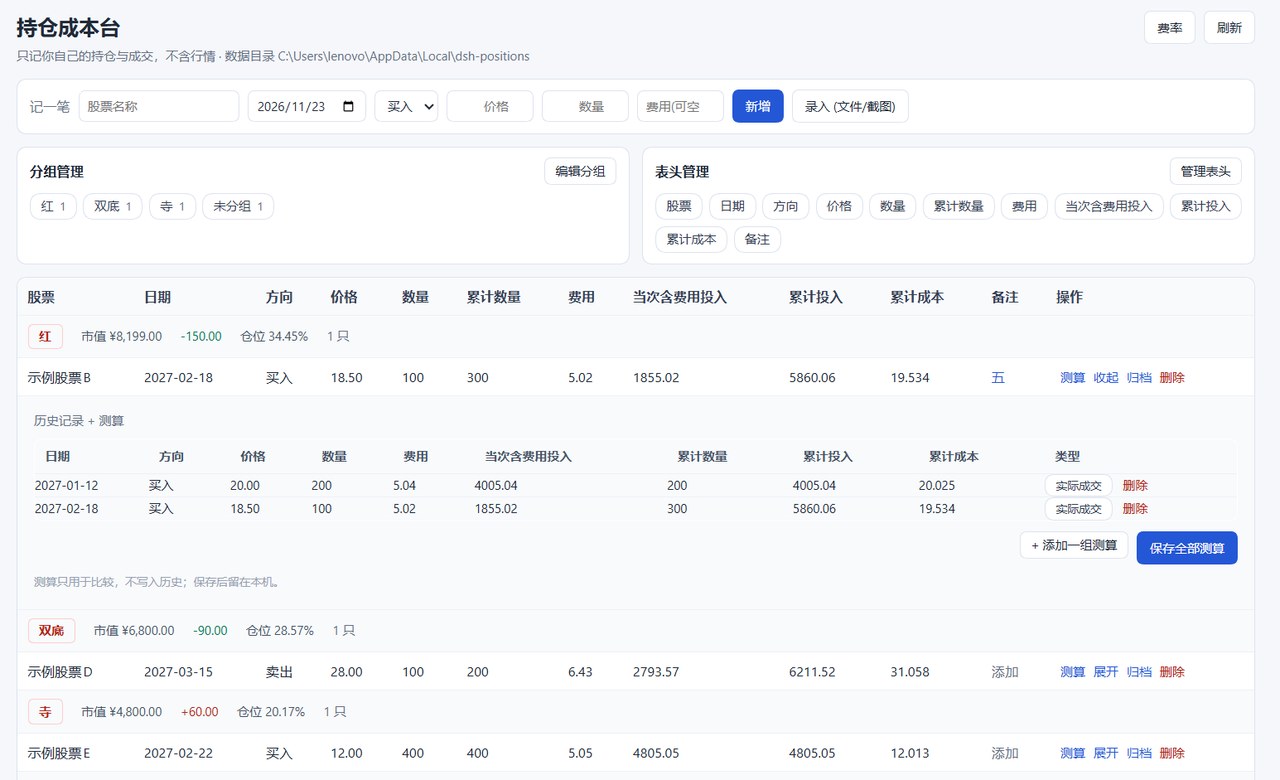 持仓成本台
费率 刷新
只记你自己的持仓与成交，不含行情 · 数据目录 C:\Users\lenovo\AppData\Local\dsh-positions
记一笔 股票名称 2026/11/23 买入 价格 数量 费用(可空 新增 录入 (文件/截图)
分组管理 编辑分组
红 1 双底 1 寺 1 未分组 1
表头管理 管理表头
股票 日期 方向 价格 数量 累计数量 费用 当次含费用投入 累计投入
累计成本 备注
股票 日期 方向 价格 数量 累计数量 费用 当次含费用投入 累计投入 累计成本 备注 操作
红 市值 ¥8,199.00 -150.00 仓位 34.45% 1 只
示例股票B 2027-02-18 买入 18.50 100 300 5.02 1855.02 5860.06 19.534 五 测算 收起 归档 删除
历史记录 + 测算
日期 方向 价格 数量 费用 当次含费用投入 累计数量 累计投入 累计成本 类型
2027-01-12 买入 20.00 200 5.04 4005.04 200 4005.04 20.025 实际成交 删除
2027-02-18 买入 18.50 100 5.02 1855.02 300 5860.06 19.534 实际成交 删除
+ 添加一组测算 保存全部测算
测算只用于比较，不写入历史；保存后留在本机。
双底 市值 ¥6,800.00 -90.00 仓位 28.57% 1 只
示例股票D 2027-03-15 卖出 28.00 100 200 6.43 2793.57 6211.52 31.058 添加 测算 展开 归档 删除
寺 市值 ¥4,800.00 +60.00 仓位 20.17% 1 只
示例股票E 2027-02-22 买入 12.00 400 400 5.05 4805.05 4805.05 12.013 添加 测算 展开 归档 删除